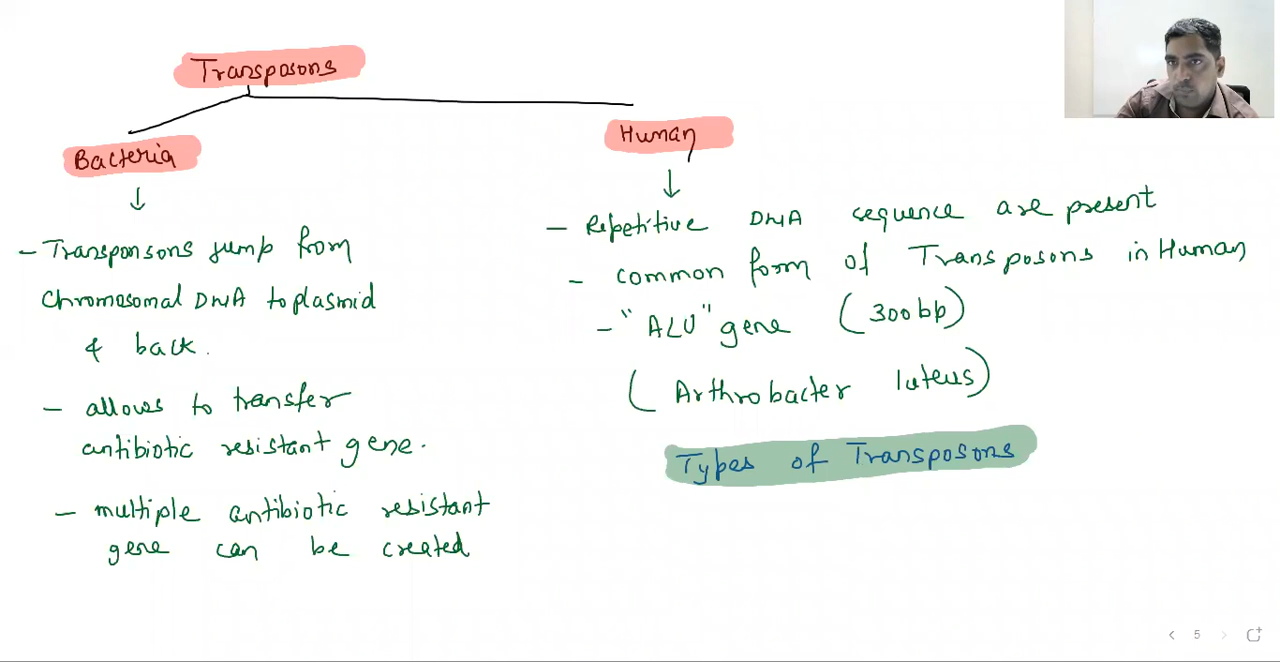 Transposons
Bacteria
- Transponsons jump from
chromosomal DNA to plasmid
& back.
- allows to transfer
antibiotic resistant gene.
- multiple antibiotic resistant
gene can be created
Human
- Repetitive DNA sequence are present
- common form of Transposons in Human
- "ALU" gene (300bp)
(Arthrobacter luteus)
Types of Transposons
5